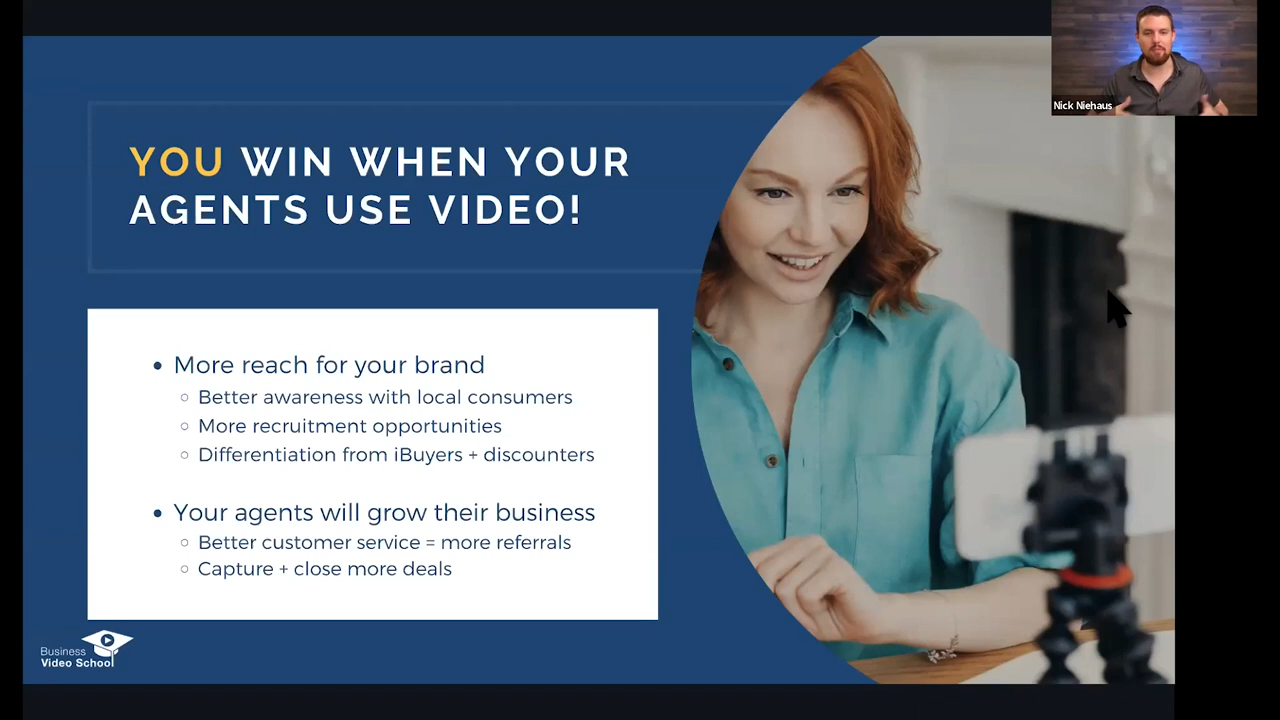 Nick Niehaus
YOU WIN WHEN YOUR
AGENTS USE VIDEO!
• More reach for your brand
○ Better awareness with local consumers
○ More recruitment opportunities
○ Differentiation from iBuyers + discounters
• Your agents will grow their business
○ Better customer service = more referrals
○ Capture + close more deals
Business
Video School